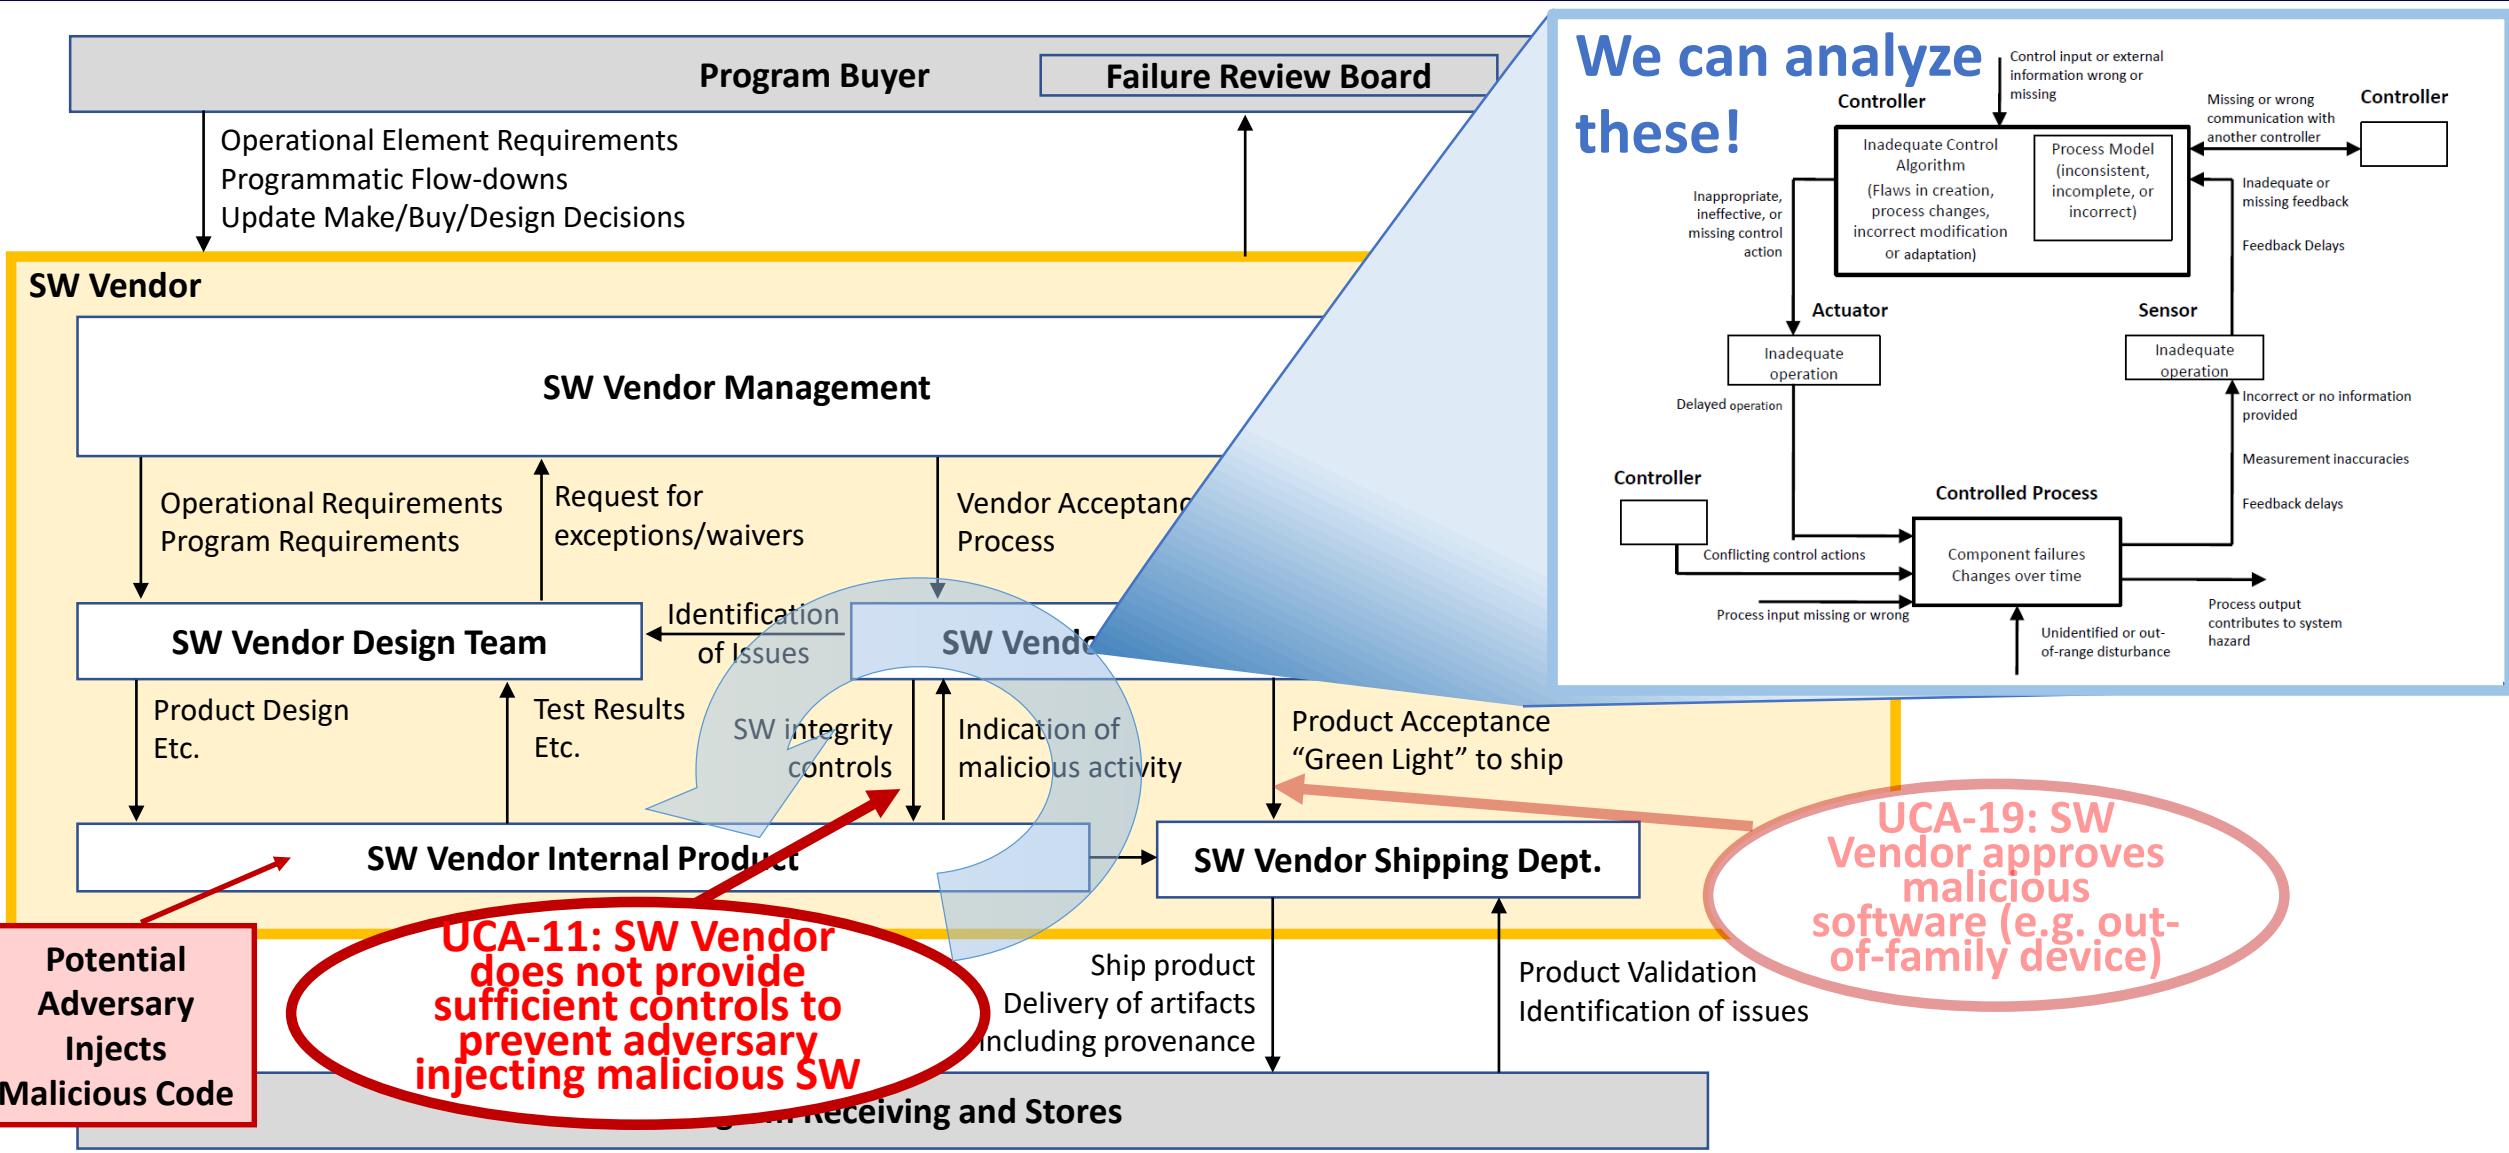 Program Buyer
Failure Review Board
Operational Element Requirements
Programmatic Flow-downs
Update Make/Buy/Design Decisions
SW Vendor
SW Vendor Management
Operational Requirements
Program Requirements
Request for
exceptions/waivers
Vendor Acceptanc
Process
SW Vendor Design Team
Identification
of Issues
SW Vendo
Product Design
Etc.
Test Results
Etc.
SW integrity
controls
Indication of
malicious activity
Product Acceptance
“Green Light” to ship
SW Vendor Internal Product
SW Vendor Shipping Dept.
Potential
Adversary
Injects
Malicious Code
UCA-11: SW Vendor
does not provide
sufficient controls to
prevent adversary
injecting malicious SW
Ship product
Delivery of artifacts
including provenance
Product Validation
Identification of issues
UCA-19: SW
Vendor approves
malicious
software (e.g. out-
of-family device)
Receiving and Stores
We can analyze
these!
Control input or external
information wrong or
missing
Controller
Inadequate Control
Algorithm
(Flaws in creation,
process changes,
incorrect modification
or adaptation)
Process Model
(inconsistent,
incomplete, or
incorrect)
Missing or wrong
communication with
another controller
Controller
Inappropriate,
ineffective, or
missing control
action
Inadequate or
missing feedback
Feedback Delays
Actuator
Inadequate
operation
Sensor
Inadequate
operation
Delayed operation
Incorrect or no information
provided
Measurement inaccuracies
Feedback delays
Controller
Controlled Process
Component failures
Changes over time
Conflicting control actions
Process input missing or wrong
Unidentified or out-
of-range disturbance
Process output
contributes to system
hazard